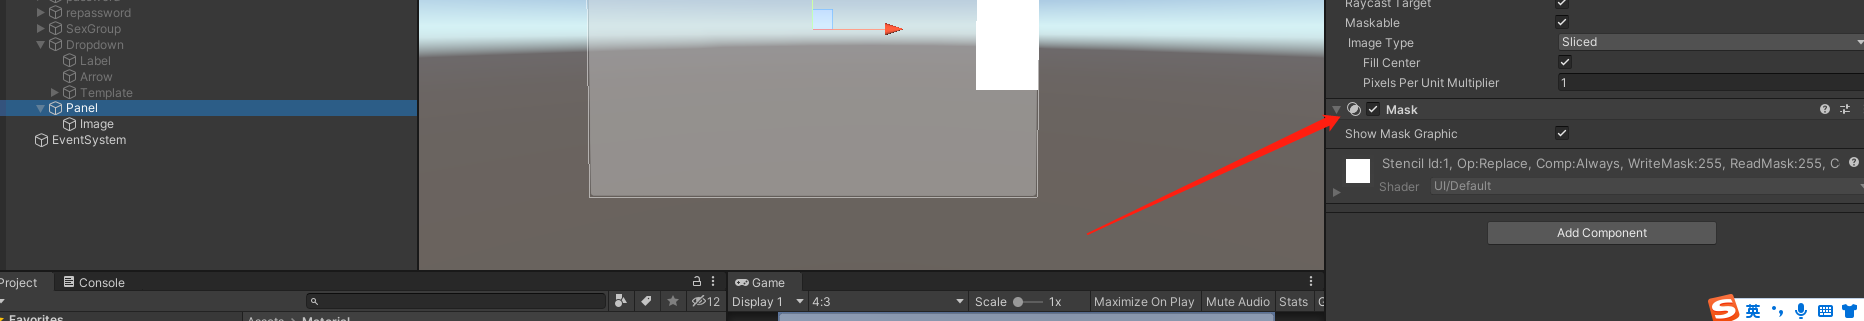 password
repassword
SexGroup
Dropdown
Label
Arrow
Template
Panel
Image
EventSystem
Raycast Target
Maskable
Image Type
Sliced
Fill Center
Pixels Per Unit Multiplier
1
Mask
Show Mask Graphic
Stencil Id:1, Op:Replace, Comp:Always, WriteMask:255, ReadMask:255, C
Shader
UI/Default
Add Component
Project
Console
12
Favorites
Assets > Material
Game
Display 1
4:3
Scale
1x
Maximize On Play
Mute Audio
Stats
G
S 英